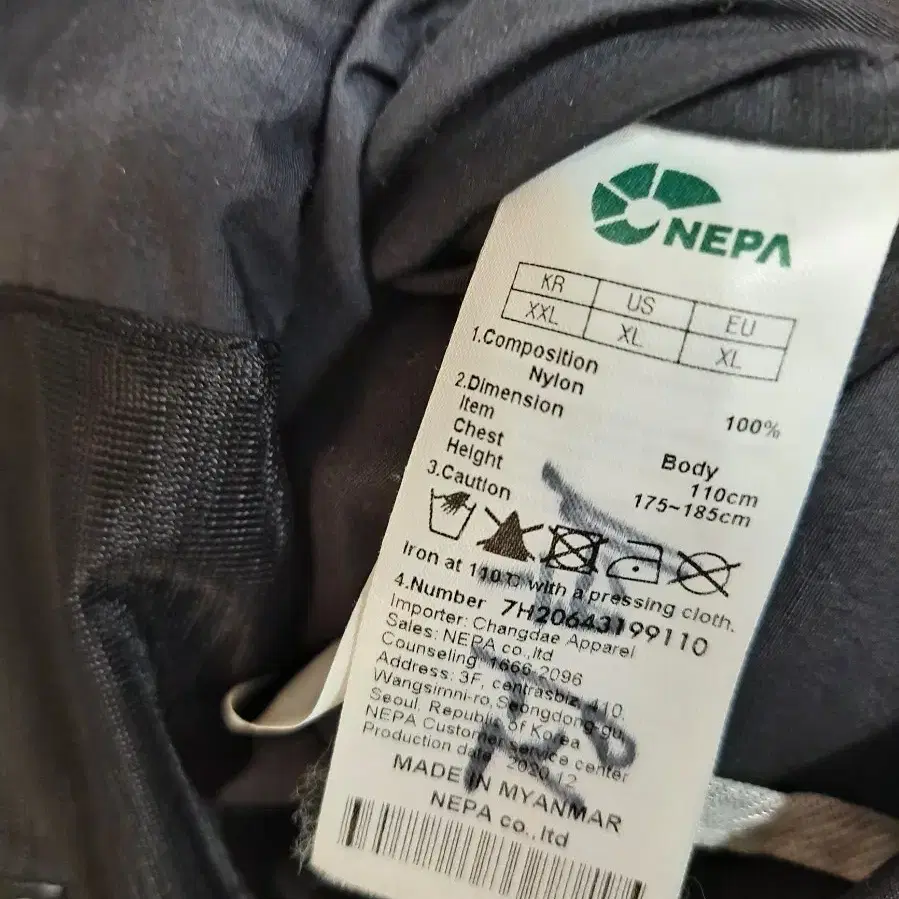 NEPA
KR US EU
XXL XL XL
1.Composition
Nylon 100%
2.Dimension
Item Body
Chest 110cm
Height 175~185cm
3.Caution
Iron at 110℃ with a pressing cloth.
4.Number 7H20643199110
Importer: Changdae Apparel
Sales: NEPA co.,ltd
Counseling 1666-2096
Address: 3F, centrasbiz, 410,
Wangsimni-ro, Seongdong-gu,
Seoul, Republic of Korea
NEPA Customer service center
Production date 2020.12
MADE IN MYANMAR
NEPA co.,ltd